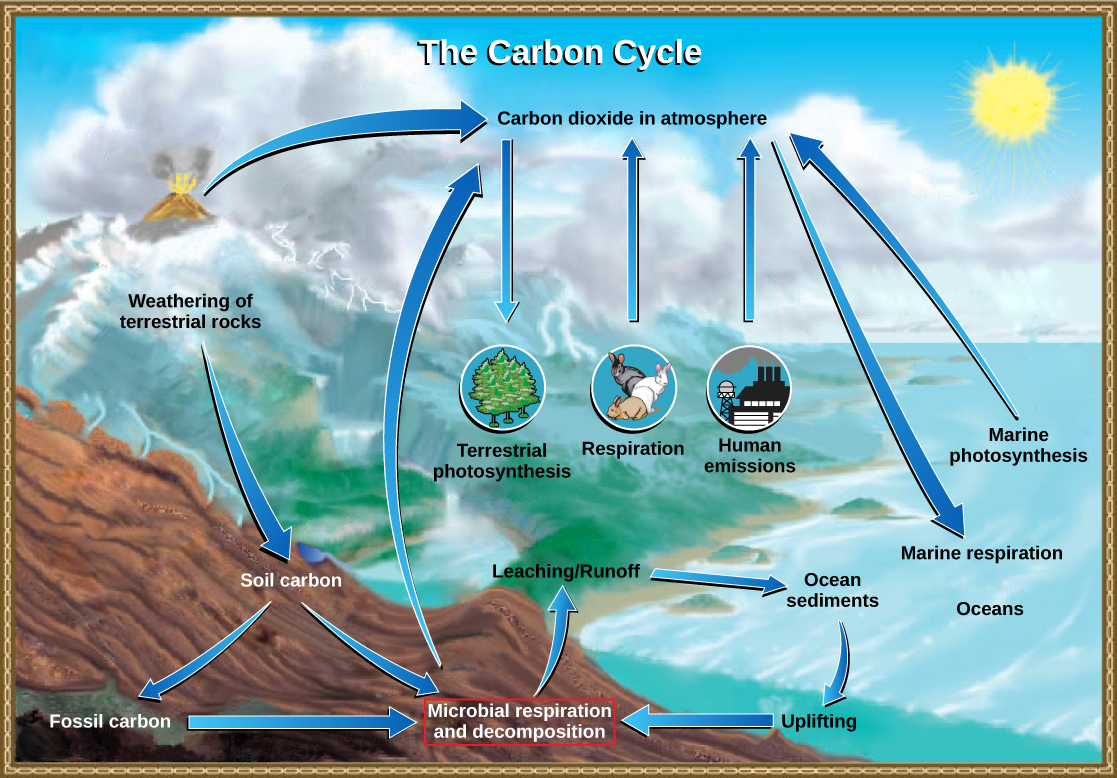 The Carbon Cycle
Carbon dioxide in atmosphere
Weathering of
terrestrial rocks
Terrestrial
photosynthesis
Respiration
Human
emissions
Marine
photosynthesis
Marine respiration
Soil carbon
Leaching/Runoff
Ocean
sediments
Oceans
Fossil carbon
Microbial respiration
and decomposition
Uplifting